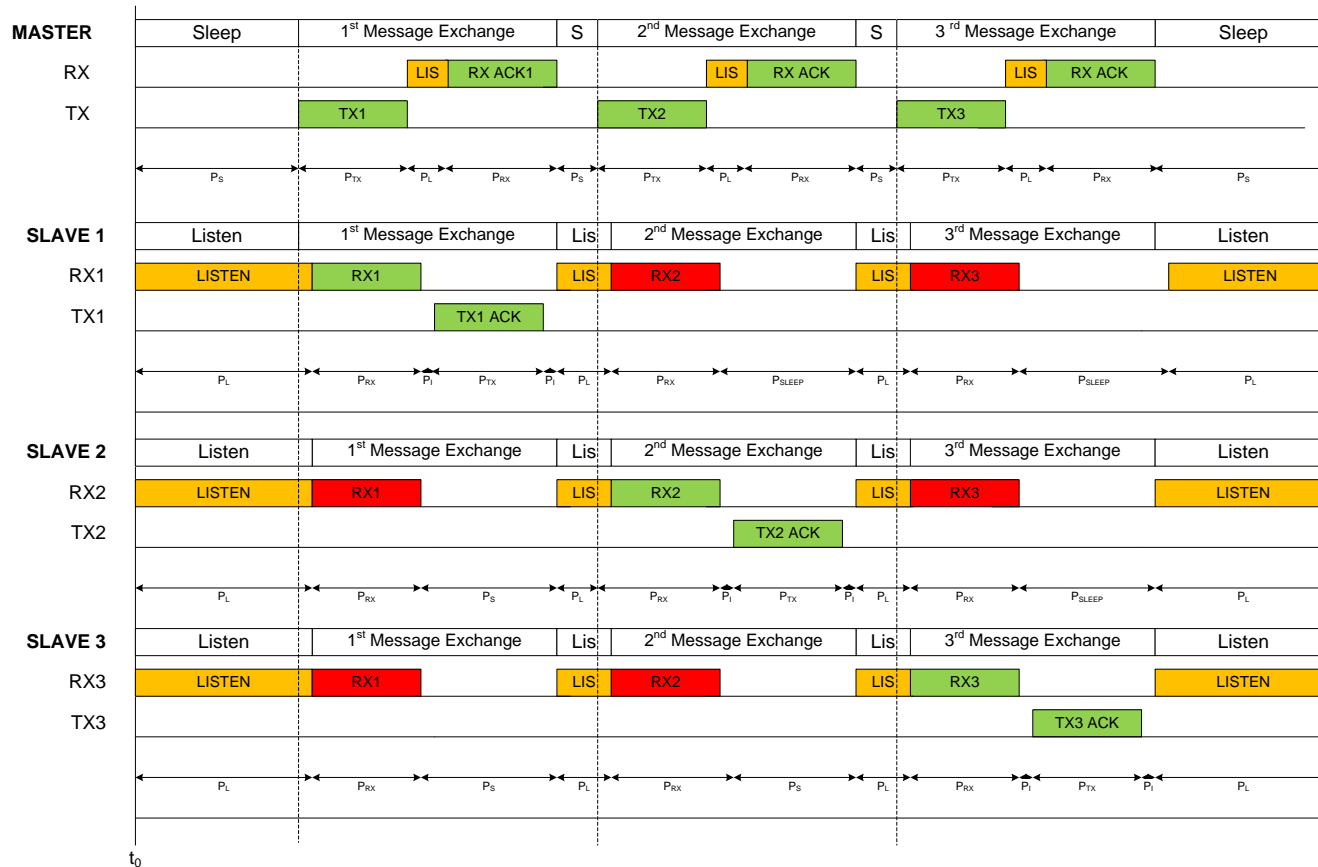 MASTER Sleep 1st Message Exchange S 2nd Message Exchange S 3 rd Message Exchange Sleep
RX LIS RX ACK1 LIS RX ACK LIS RX ACK
TX TX1 TX2 TX3
PS PTX PL PRX PS PTX PL PRX PS PTX PL PRX PS
SLAVE 1 Listen 1st Message Exchange Lis 2nd Message Exchange Lis 3rd Message Exchange Listen
RX1 LISTEN RX1 LIS RX2 LIS RX3 LISTEN
TX1 TX1 ACK
PL PRX PI PTX PI PL PRX PSLEEP PL PRX PSLEEP PL
SLAVE 2 Listen 1st Message Exchange Lis 2nd Message Exchange Lis 3rd Message Exchange Listen
RX2 LISTEN RX1 LIS RX2 LIS RX3 LISTEN
TX2 TX2 ACK
PL PRX PS PL PRX PI PTX PI PL PRX PSLEEP PL
SLAVE 3 Listen 1st Message Exchange Lis 2nd Message Exchange Lis 3rd Message Exchange Listen
RX3 LISTEN RX1 LIS RX2 LIS RX3 LISTEN
TX3 TX3 ACK
PL PRX PS PL PRX PS PL PRX PI PTX PI PL
t0